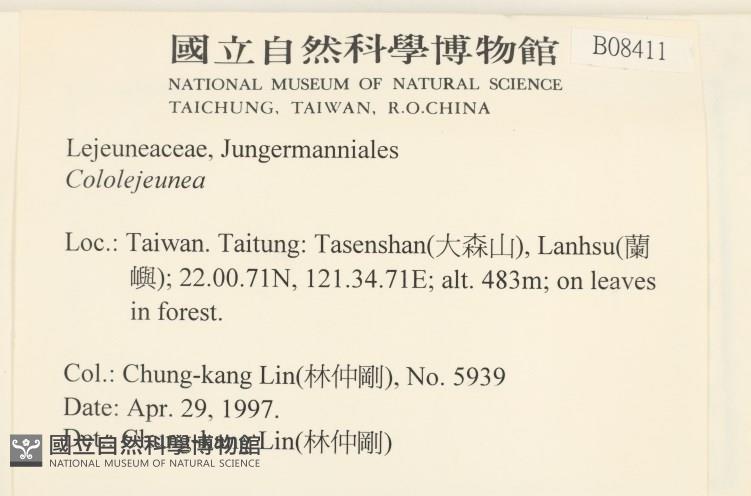 國立自然科學博物館
B08411
NATIONAL MUSEUM OF NATURAL SCIENCE
TAICHUNG, TAIWAN, R.O.CHINA
Lejeuneaceae, Jungermanniales
Cololejeunea
Loc.: Taiwan. Taitung: Tasenshan(大森山), Lanhsu(蘭
嶼); 22.00.71N, 121.34.71E; alt. 483m; on leaves
in forest.
Col.: Chung-kang Lin(林仲剛), No. 5939
Date: Apr. 29, 1997.
Det.: Chung-kang Lin(林仲剛)
國立自然科學博物館
NATIONAL MUSEUM OF NATURAL SCIENCE